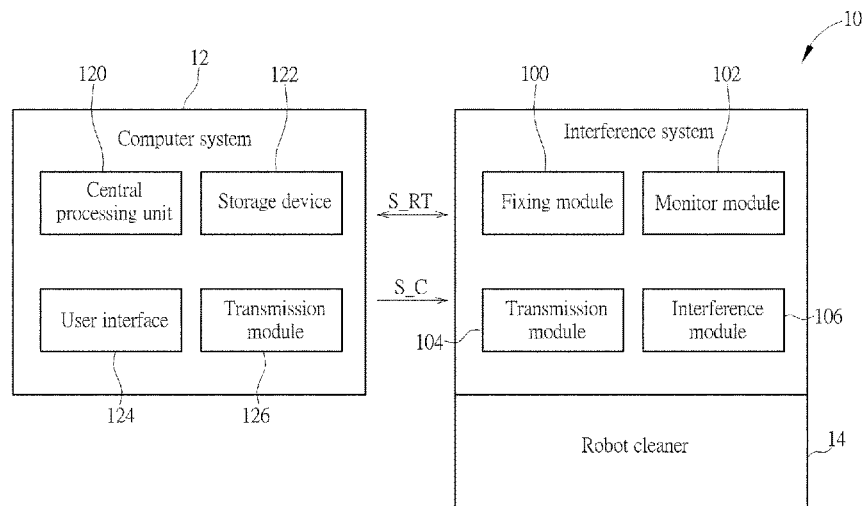 10
12
120
122
100
102
Computer system
Interference system
Central
processing unit
Storage device
S_RT
Fixing module
Monitor module
S_C
User interface
Transmission
module
Transmission
module
Interference
module
104
106
124
126
Robot cleaner
14